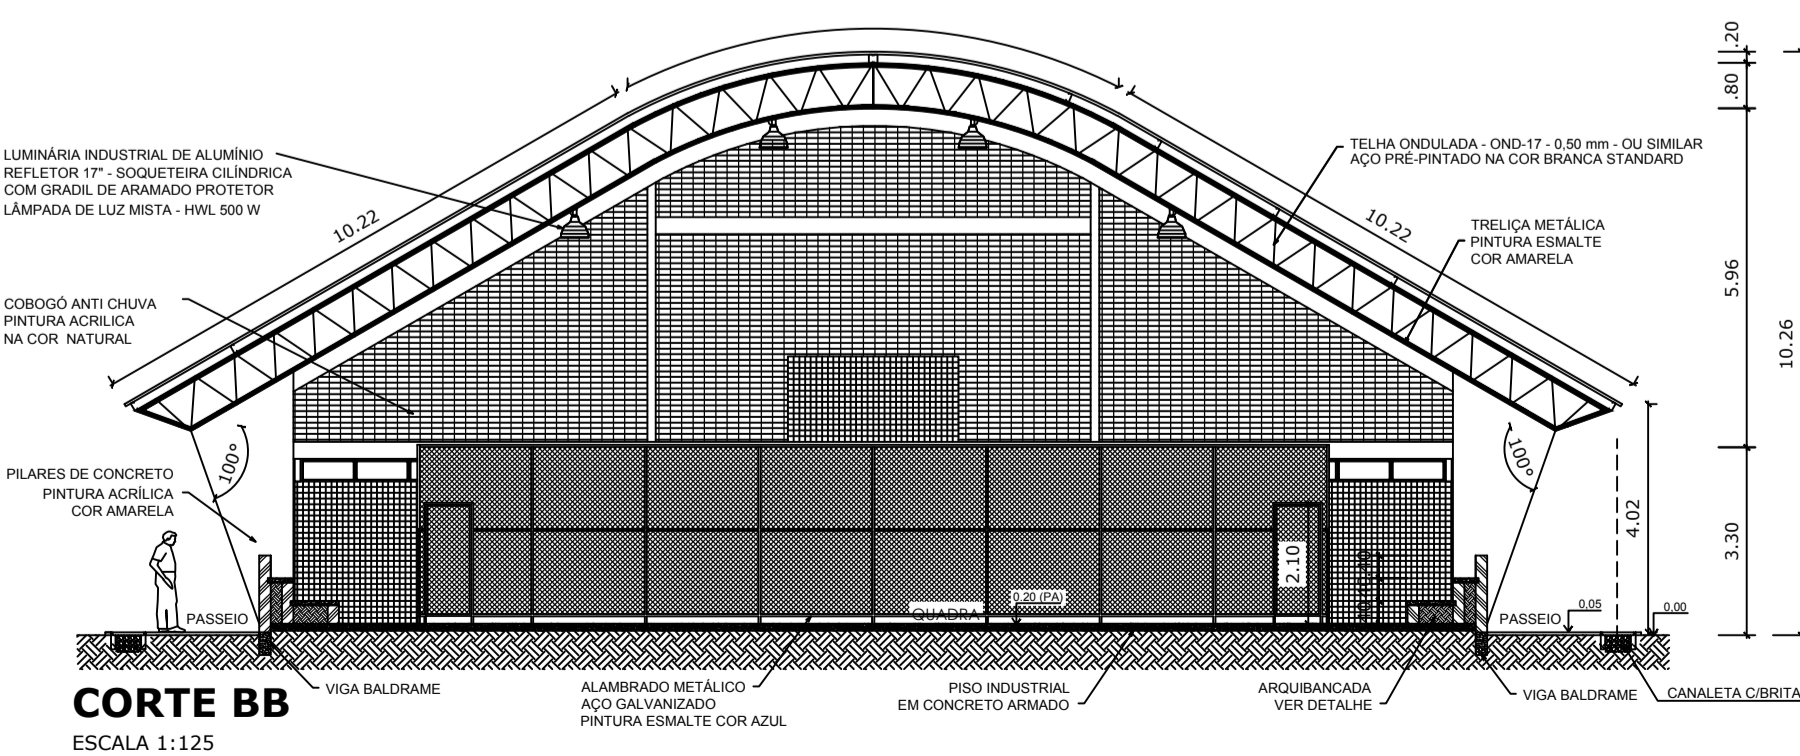 .20
.80
5.96
10.26
3.30
4.02
LUMINÁRIA INDUSTRIAL DE ALUMÍNIO
REFLETOR 17" - SOQUETEIRA CILÍNDRICA
COM GRADIL DE ARAMADO PROTETOR
LÂMPADA DE LUZ MISTA - HWL 500 W
10.22
10.22
TELHA ONDULADA - OND-17 - 0,50 mm - OU SIMILAR
AÇO PRÉ-PINTADO NA COR BRANCA STANDARD
TRELIÇA METÁLICA
PINTURA ESMALTE
COR AMARELA
COBOGÓ ANTI CHUVA
PINTURA ACRILICA
NA COR NATURAL
100°
100°
PILARES DE CONCRETO
PINTURA ACRÍLICA
COR AMARELA
2.10
PASSEIO
QUADRA
0.20 (PA)
PASSEIO
0,05
0,00
VIGA BALDRAME
ALAMBRADO METÁLICO
AÇO GALVANIZADO
PINTURA ESMALTE COR AZUL
PISO INDUSTRIAL
EM CONCRETO ARMADO
ARQUIBANCADA
VER DETALHE
VIGA BALDRAME
CANALETA C/BRITA
CORTE BB
ESCALA 1:125